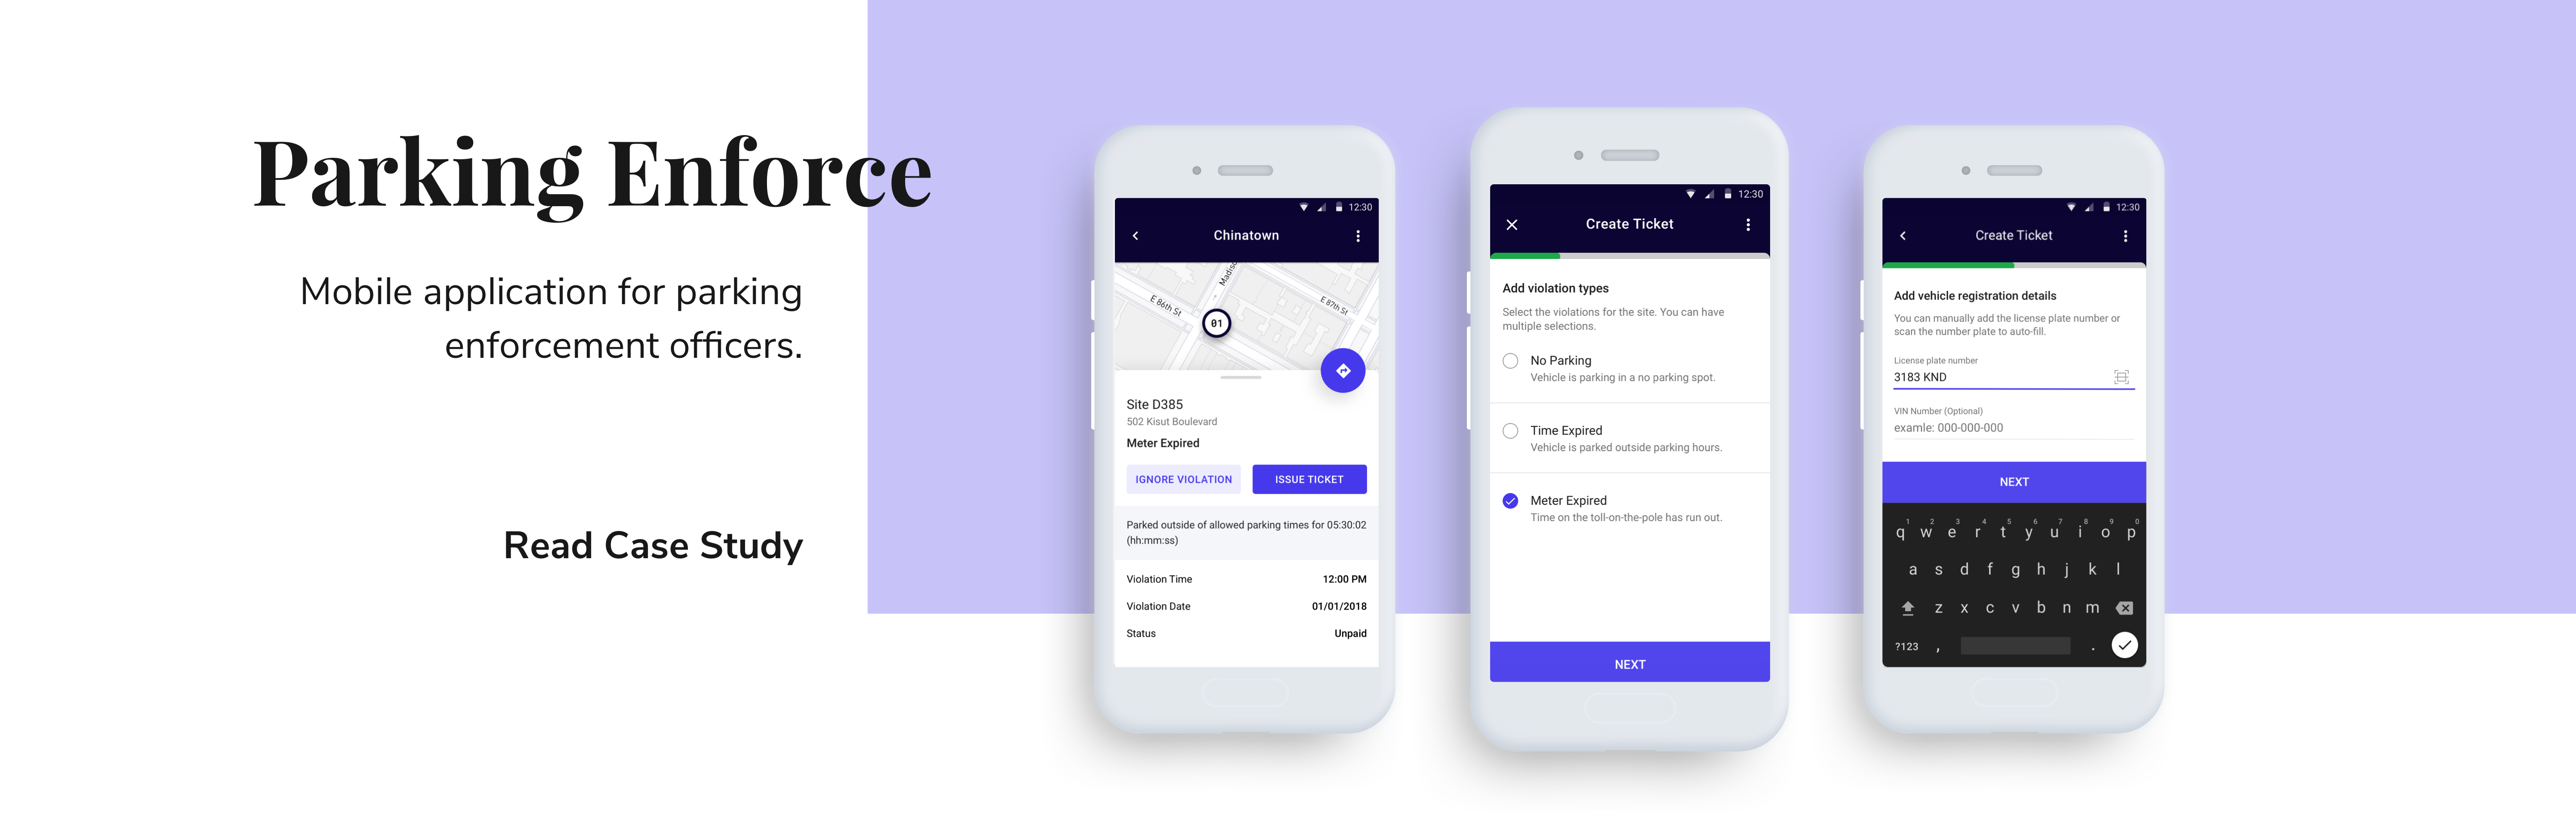 Parking Enforce
Mobile application for parking
enforcement officers.
Read Case Study
12:30
Chinatown
E 86th St
E 87th St
01
Site D385
502 Kisut Boulevard
Meter Expired
IGNORE VIOLATION
ISSUE TICKET
Parked outside of allowed parking times for 05:30:02
(hh:mm:ss)
Violation Time 12:00 PM
Violation Date 01/01/2018
Status Unpaid
12:30
Create Ticket
Add violation types
Select the violations for the site. You can have
multiple selections.
No Parking
Vehicle is parking in a no parking spot.
Time Expired
Vehicle is parked outside parking hours.
Meter Expired
Time on the toll-on-the-pole has run out.
NEXT
12:30
Create Ticket
Add vehicle registration details
You can manually add the license plate number or
scan the number plate to auto-fill.
License plate number
3183 KND
VIN Number (Optional)
examle: 000-000-000
NEXT
1 2 3 4 5 6 7 8 9 0
q w e r t y u i o p
a s d f g h j k l
z x c v b n m
?123 , .